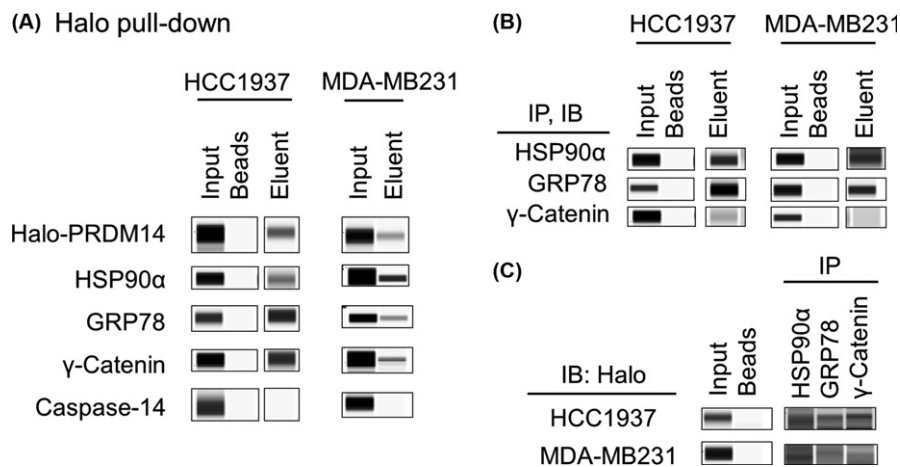 (A) Halo pull-down
HCC1937 MDA-MB231
Input Beads Eluent Input Eluent
Halo-PRDM14
HSP90α
GRP78
γ-Catenin
Caspase-14
(B)
HCC1937 MDA-MB231
IP, IB
Input Beads Eluent Input Beads Eluent
HSP90α
GRP78
γ-Catenin
(C)
IP
IB: Halo
Input Beads HSP90α GRP78 γ-Catenin
HCC1937
MDA-MB231